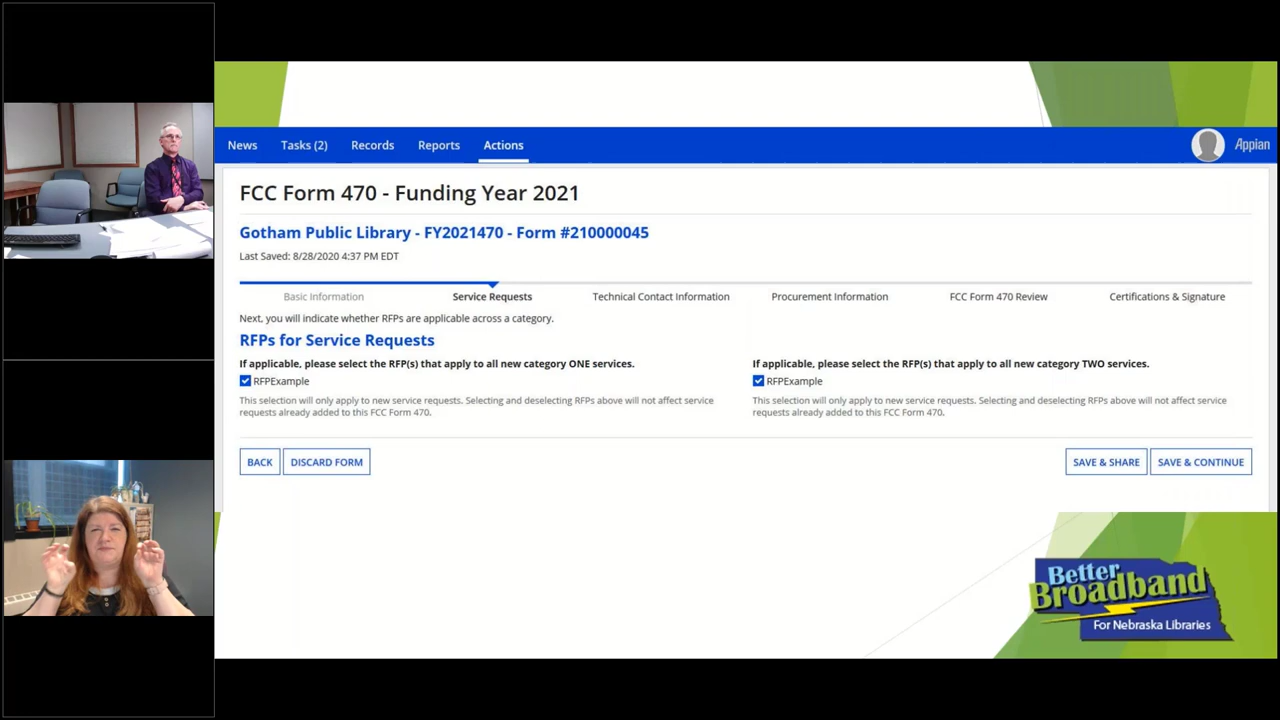 News Tasks (2) Records Reports Actions Appian
FCC Form 470 - Funding Year 2021
Gotham Public Library - FY2021470 - Form #210000045
Last Saved: 8/28/2020 4:37 PM EDT
Basic Information Service Requests Technical Contact Information Procurement Information FCC Form 470 Review Certifications & Signature
Next, you will indicate whether RFPs are applicable across a category.
RFPs for Service Requests
If applicable, please select the RFP(s) that apply to all new category ONE services.
RFPExample
This selection will only apply to new service requests. Selecting and deselecting RFPs above will not affect service
requests already added to this FCC Form 470.
If applicable, please select the RFP(s) that apply to all new category TWO services.
RFPExample
This selection will only apply to new service requests. Selecting and deselecting RFPs above will not affect service
requests already added to this FCC Form 470.
BACK DISCARD FORM SAVE & SHARE SAVE & CONTINUE
Better
Broadband
For Nebraska Libraries